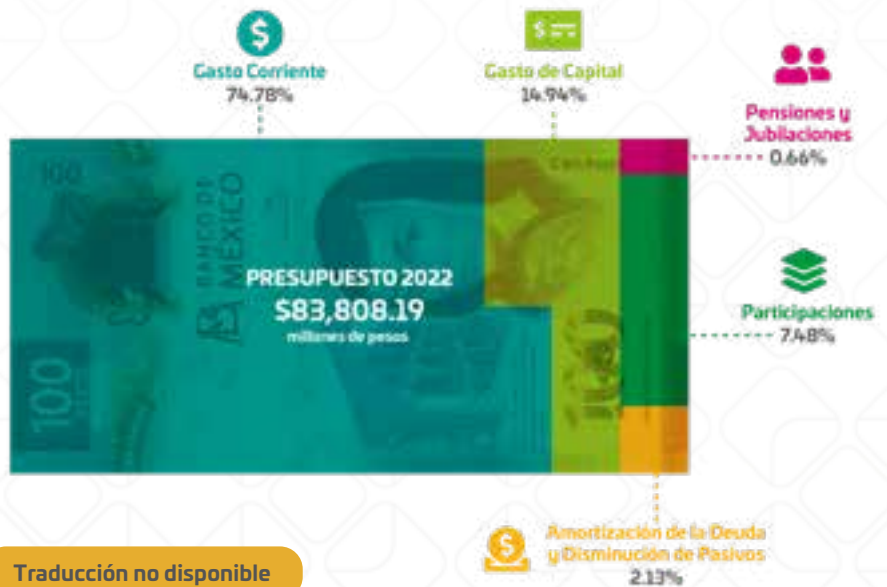 Gasto Corriente
74.78%
Gasto de Capital
14.94%
Pensiones y
Jubilaciones
0.66%
100
BANCO DE
MÉXICO
PRESUPUESTO 2022
$83,808.19
millones de pesos
Participaciones
7.48%
100
100
Amortización de la Deuda
y Disminución de Pasivos
2.13%
Traducción no disponible